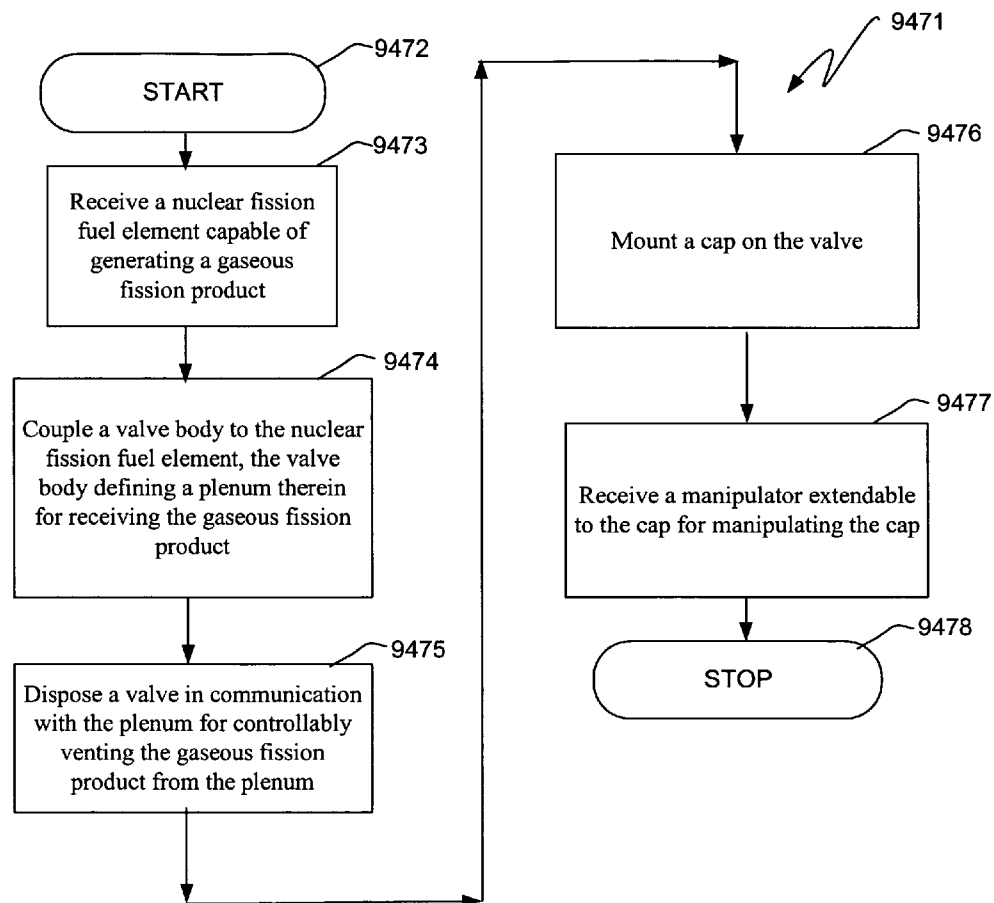 9472
START
9473
Receive a nuclear fission
fuel element capable of
generating a gaseous
fission product
9474
Couple a valve body to the nuclear
fission fuel element, the valve
body defining a plenum therein
for receiving the gaseous fission
product
9475
Dispose a valve in communication
with the plenum for controllably
venting the gaseous fission
product from the plenum
9471
9476
Mount a cap on the valve
9477
Receive a manipulator extendable
to the cap for manipulating the cap
9478
STOP